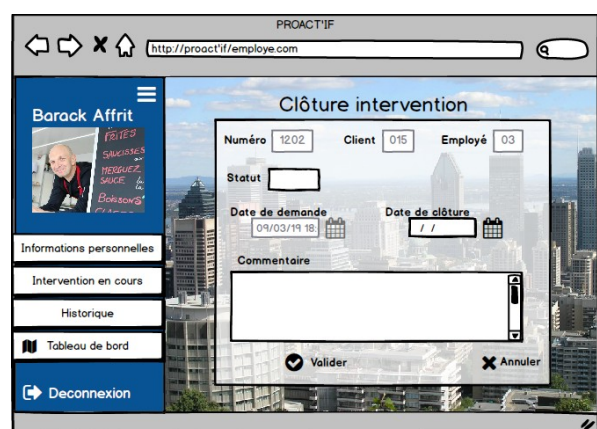 PROACT'IF
http://proact'if/employe.com
Barack Affrit
FRITES
SAUCISSES
MERGUEZ
SAUCE
BOISSONS
Informations personnelles
Intervention en cours
Historique
Tableau de bord
Deconnexion
Clôture intervention
Numéro 1202 Client 015 Employé 03
Statut
Date de demande Date de clôture
09/03/19 18: / /
Commentaire
Valider Annuler